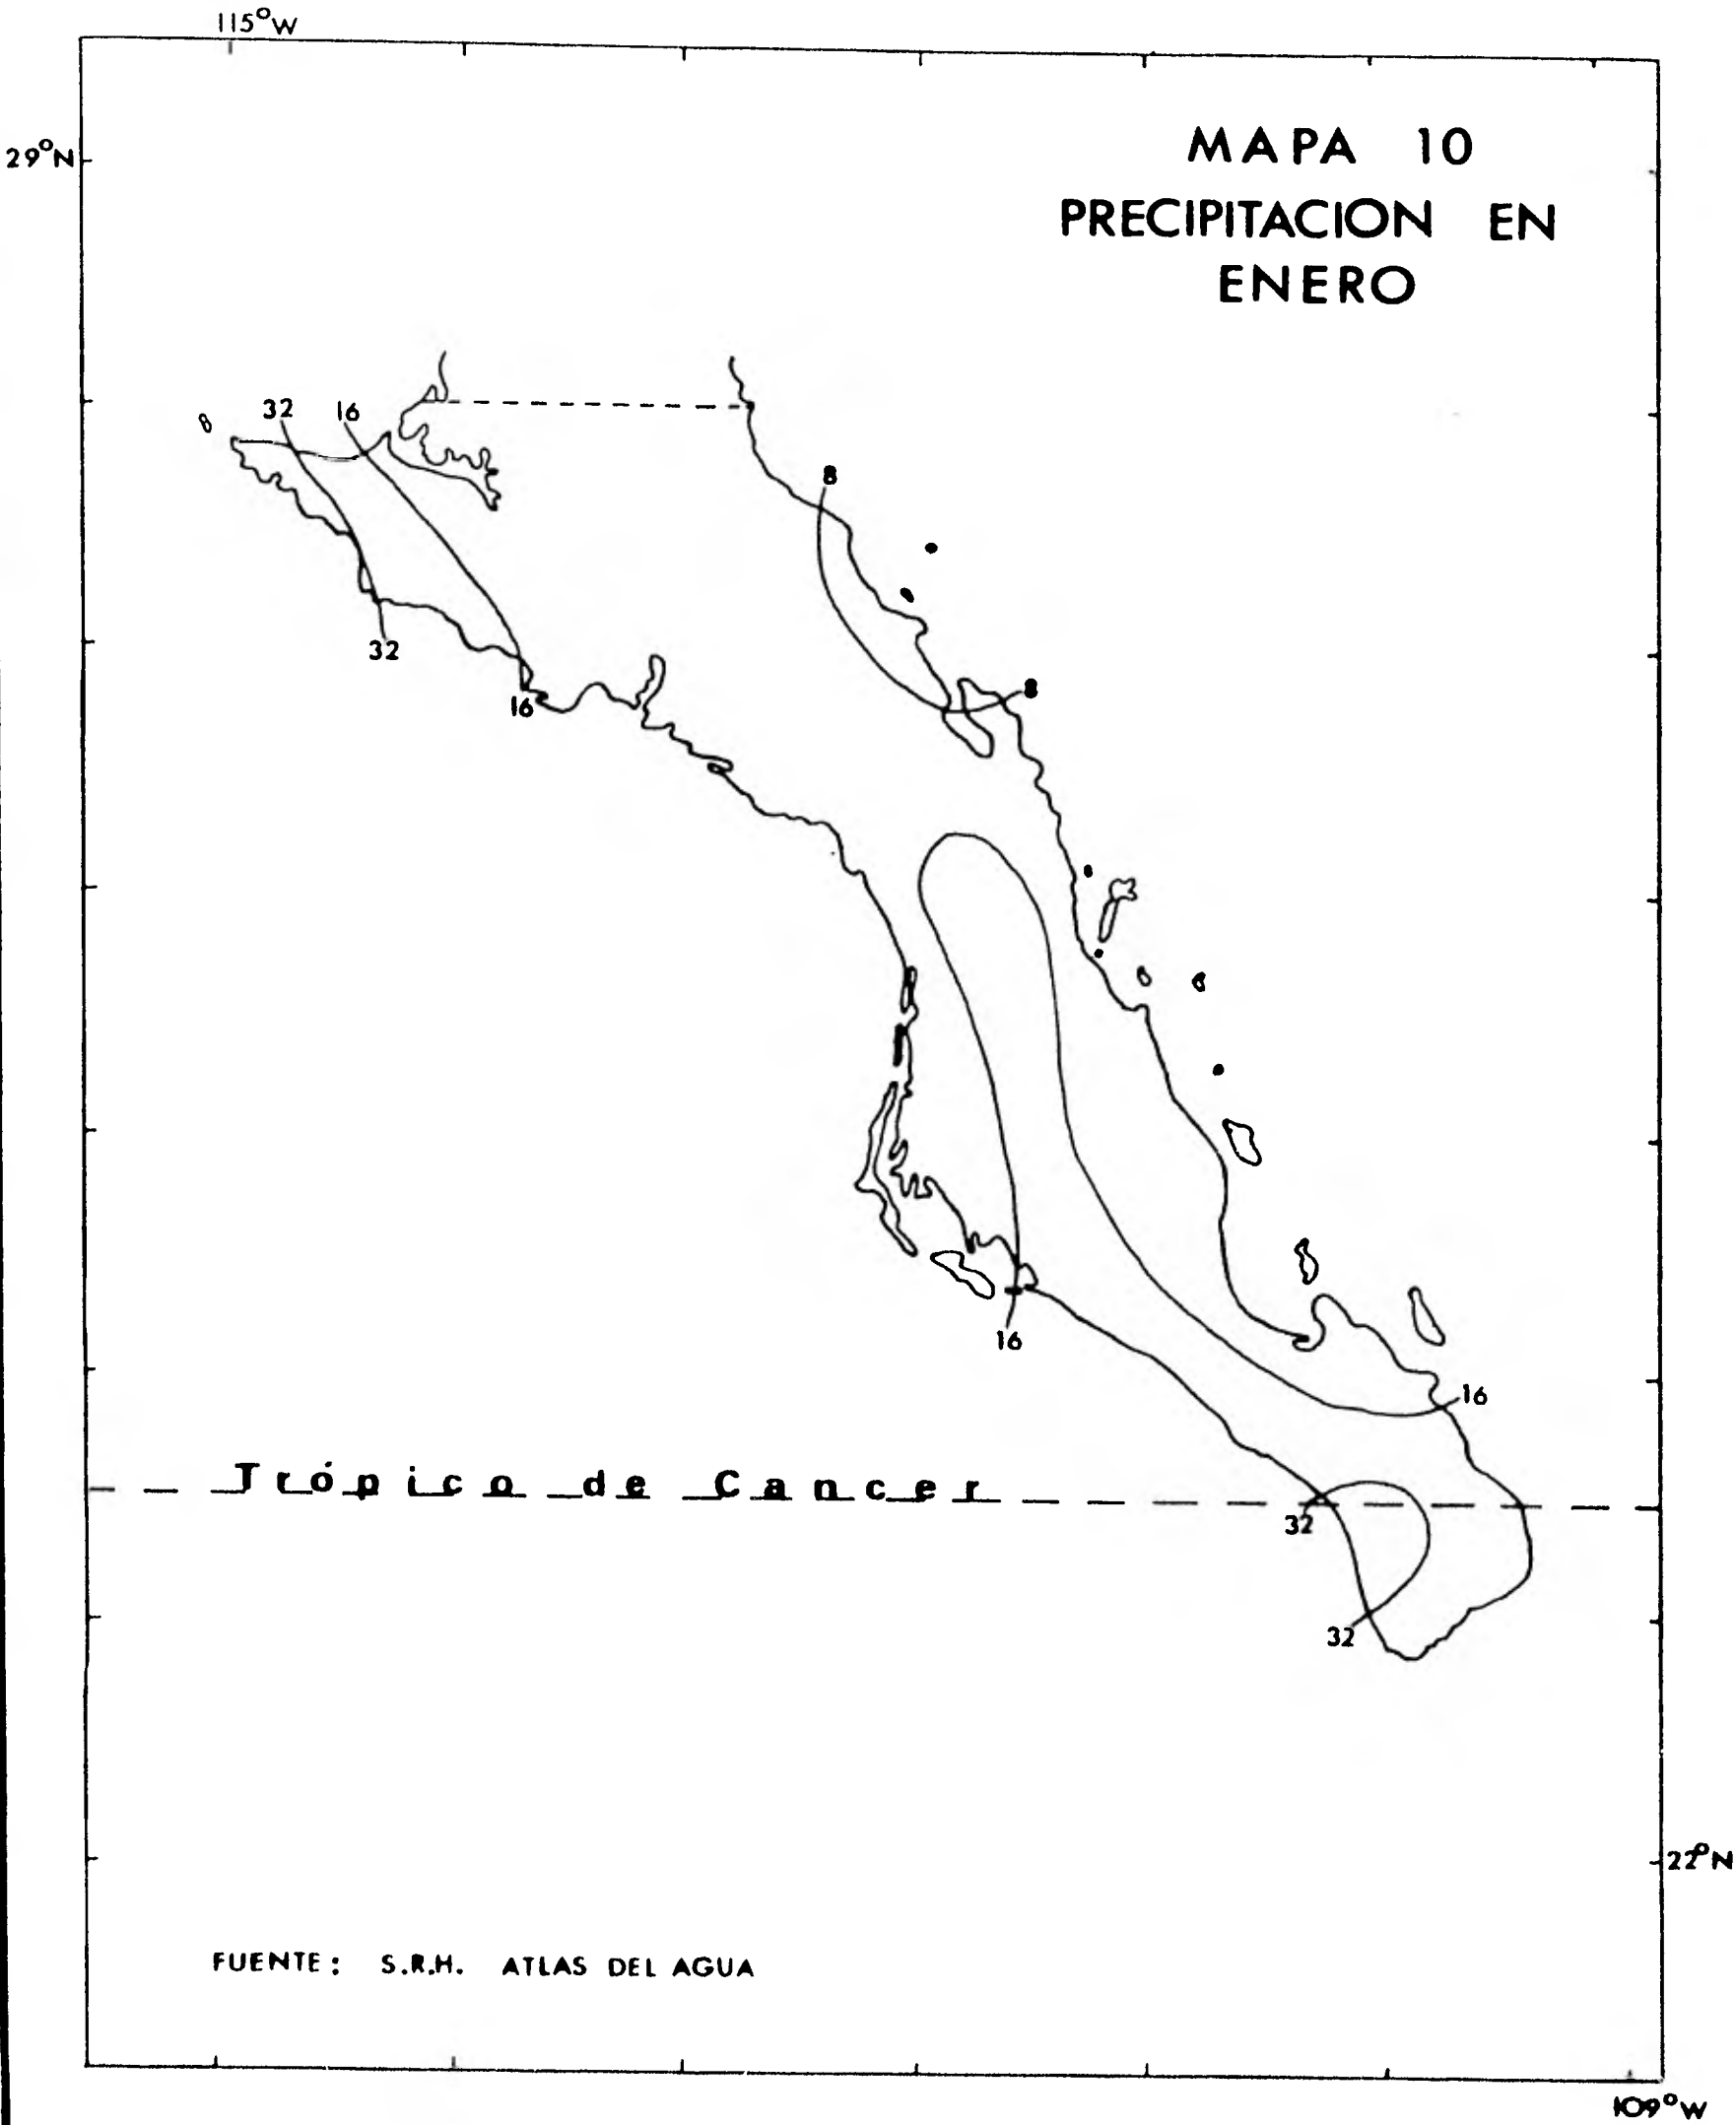 115°W
29°N
MAPA 10
PRECIPITACION EN
ENERO
32
16
8
32
8
16
16
16
Trópico de Cancer
32
32
22°N
FUENTE: S.R.H. ATLAS DEL AGUA
109°W